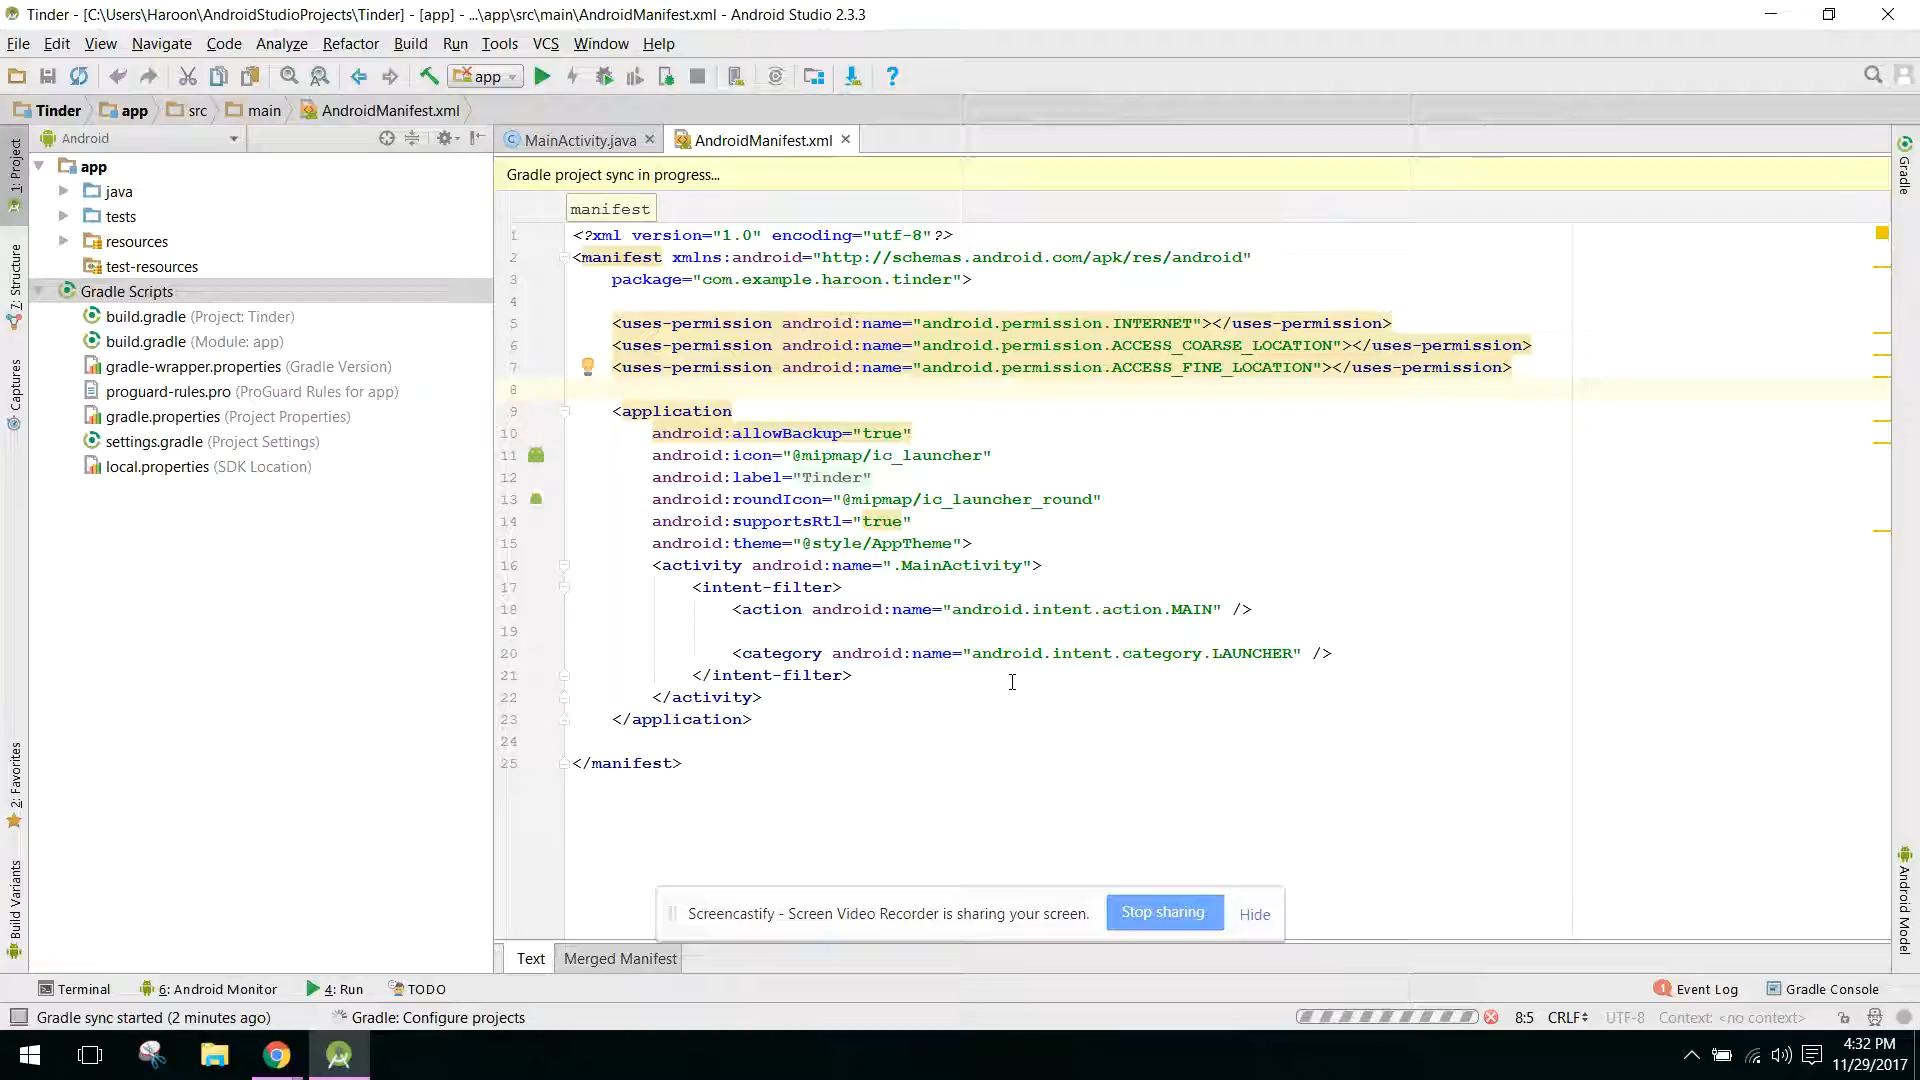 Tinder - [C:\Users\Haroon\AndroidStudioProjects\Tinder] - [app] - ...\app\src\main\AndroidManifest.xml - Android Studio 2.3.3
File Edit View Navigate Code Analyze Refactor Build Run Tools VCS Window Help
app
Tinder app src main AndroidManifest.xml
Android
MainActivity.java AndroidManifest.xml
1: Project
Z: Structure
Captures
2: Favorites
Build Variants
app
java
tests
resources
test-resources
Gradle Scripts
build.gradle (Project: Tinder)
build.gradle (Module: app)
gradle-wrapper.properties (Gradle Version)
proguard-rules.pro (ProGuard Rules for app)
gradle.properties (Project Properties)
settings.gradle (Project Settings)
local.properties (SDK Location)
Gradle project sync in progress...
manifest
1 <?xml version="1.0" encoding="utf-8"?>
2 <manifest xmlns:android="http://schemas.android.com/apk/res/android"
3 package="com.example.haroon.tinder">
4
5 <uses-permission android:name="android.permission.INTERNET"></uses-permission>
6 <uses-permission android:name="android.permission.ACCESS_COARSE_LOCATION"></uses-permission>
7 <uses-permission android:name="android.permission.ACCESS_FINE_LOCATION"></uses-permission>
8
9 <application
10 android:allowBackup="true"
11 android:icon="@mipmap/ic_launcher"
12 android:label="Tinder"
13 android:roundIcon="@mipmap/ic_launcher_round"
14 android:supportsRtl="true"
15 android:theme="@style/AppTheme">
16 <activity android:name=".MainActivity">
17 <intent-filter>
18 <action android:name="android.intent.action.MAIN" />
19
20 <category android:name="android.intent.category.LAUNCHER" />
21 </intent-filter>
22 </activity>
23 </application>
24
25 </manifest>
Gradle
Android Model
Screencastify - Screen Video Recorder is sharing your screen. Stop sharing Hide
Text Merged Manifest
Terminal 6: Android Monitor 4: Run TODO 1 Event Log Gradle Console
Gradle sync started (2 minutes ago) Gradle: Configure projects 8:5 CRLF UTF-8 Context: <no context>
4:32 PM
11/29/2017